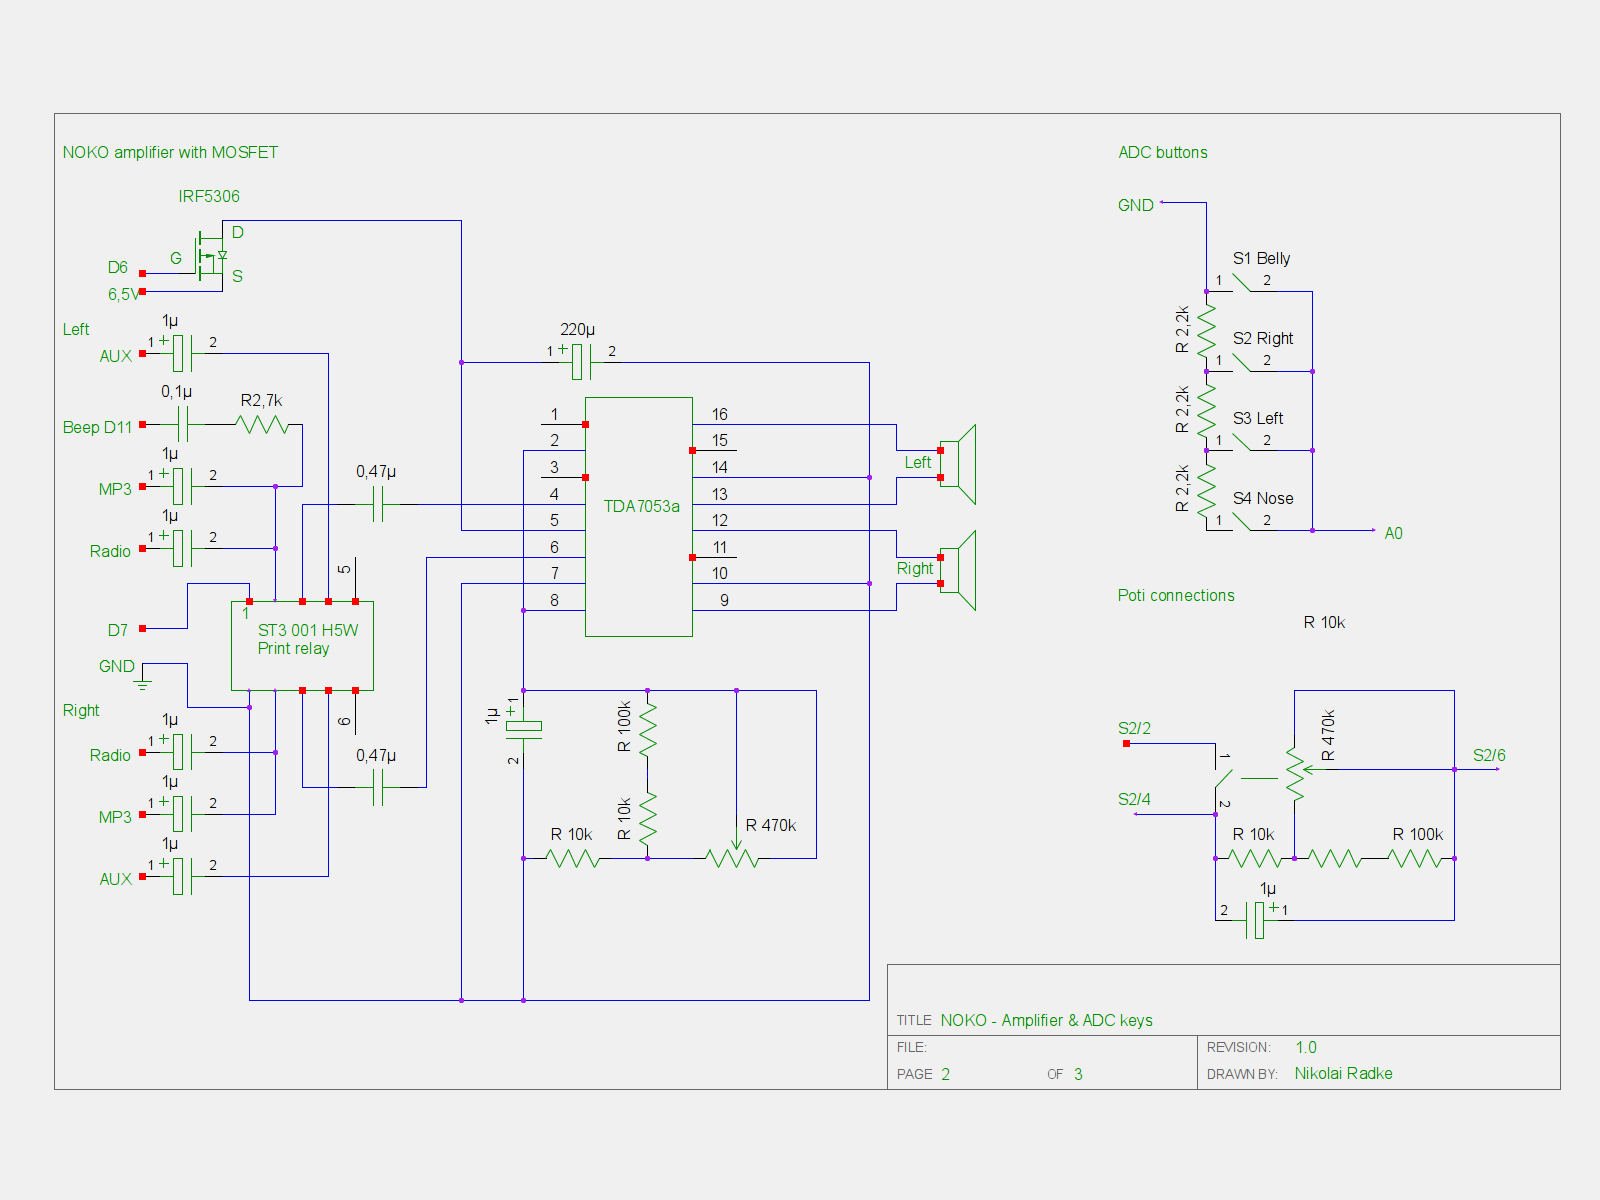 NOKO amplifier with MOSFET
IRF5306
D
G
S
D6
6,5V
Left
1µ
1 + 2
AUX
0,1µ
R2,7k
Beep D11
1µ
1 + 2
MP3
1µ
1 + 2
Radio
0,47µ
5
1
ST3 001 H5W
Print relay
D7
GND
6
Right
1µ
1 + 2
Radio
0,47µ
1µ
1 + 2
MP3
1µ
1 + 2
AUX
220µ
1 + 2
1 16
2 15
3 14
4 13
TDA7053a
5 12
6 11
7 10
8 9
Left
Right
1µ
+ 1
2
R 100k
R 10k
R 10k
R 470k
ADC buttons
GND
S1 Belly
1 2
R 2,2k
S2 Right
1 2
R 2,2k
S3 Left
1 2
R 2,2k
S4 Nose
1 2
A0
Poti connections
R 10k
S2/2
1
R 470k
S2/6
S2/4
2
R 10k
R 100k
1µ
2 + 1
TITLE NOKO - Amplifier & ADC keys
FILE:
PAGE 2 OF 3
REVISION: 1.0
DRAWN BY: Nikolai Radke